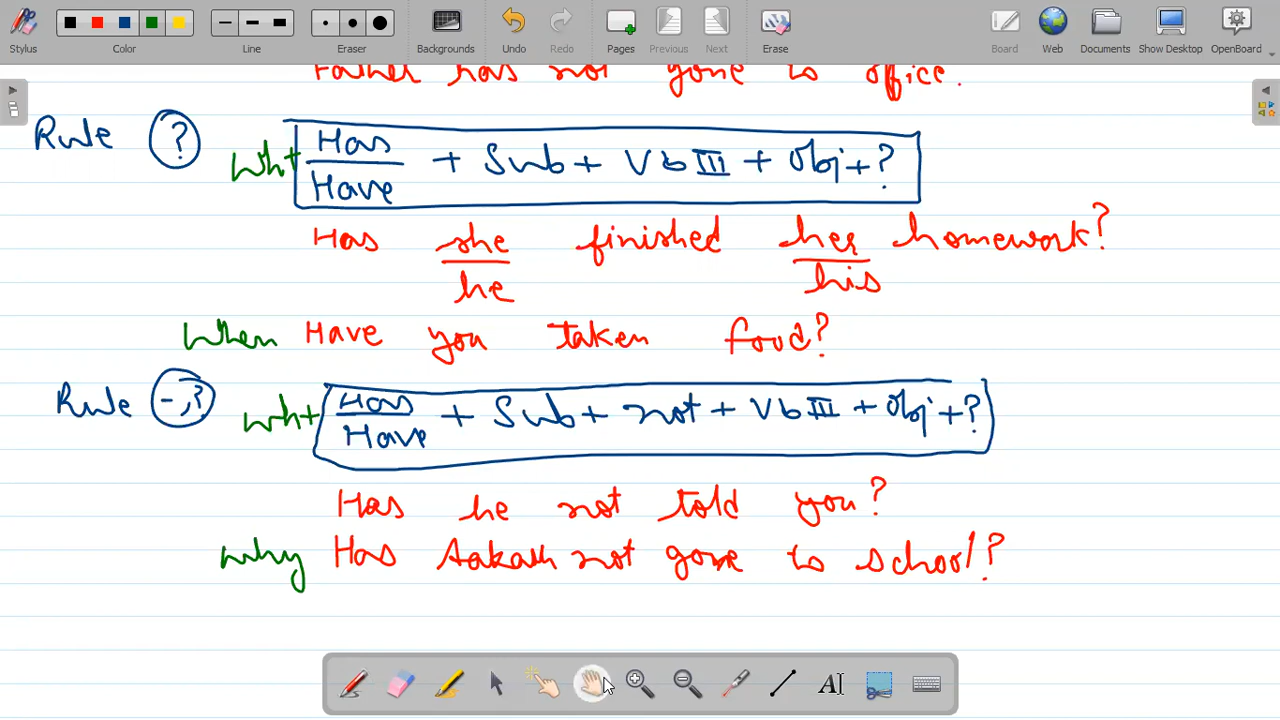 Stylus Color Line Eraser Backgrounds Undo Redo Pages Previous Next Erase Board Web Documents Show Desktop OpenBoard
Father has not gone to office.
Rule ? Wh+ Has/Have + Sub + Vb III + Obj + ?
Has she/he finished her/his homework?
When Have you taken food?
Rule -,? Wh+ Has/Have + Sub + not + Vb III + Obj + ?
Has he not told you?
Why Has Aakash not gone to school?